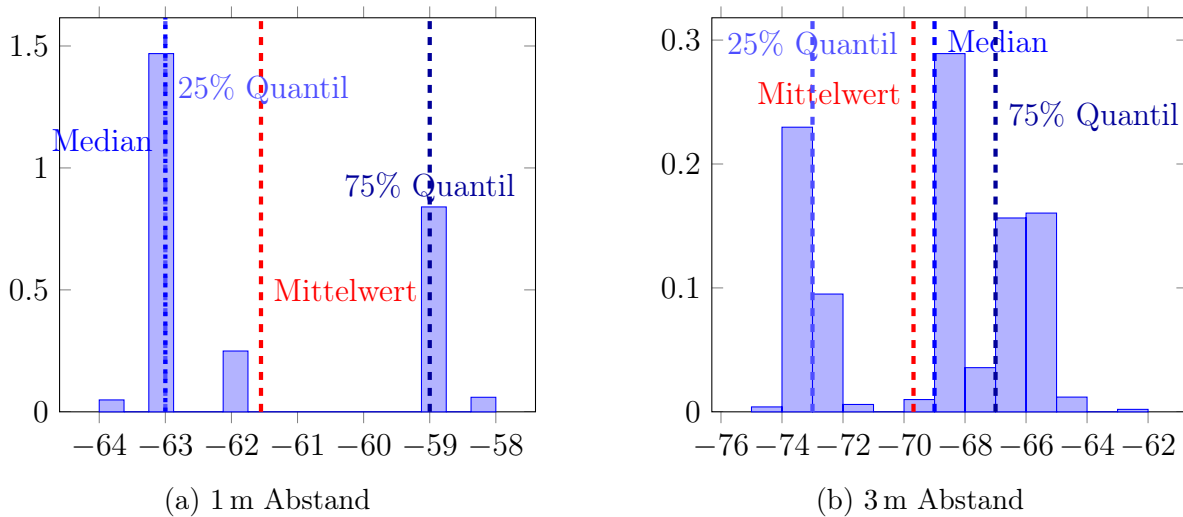 1.5
1
0.5
0
25% Quantil
Median
75% Quantil
Mittelwert
−64 −63 −62 −61 −60 −59 −58
(a) 1 m Abstand
0.3
0.2
0.1
0
25% Quantil
Median
Mittelwert
75% Quantil
−76 −74 −72 −70 −68 −66 −64 −62
(b) 3 m Abstand